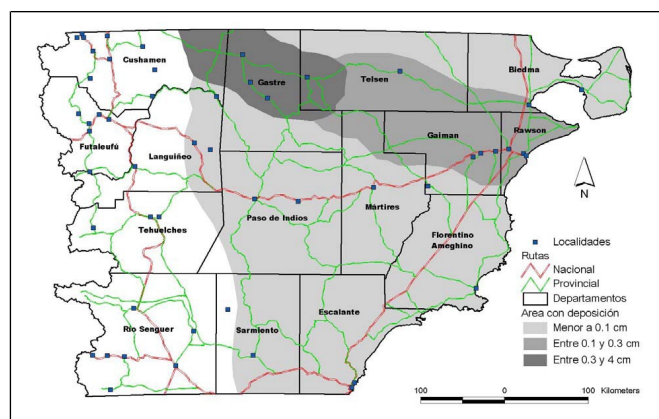 Cushamen
Gastre
Telsen
Biedma
Futaleufú
Languiñeo
Gaiman
Rawson
Tehuelches
Paso de Indios
Mártires
Florentino
Ameghino
Río Senguer
Sarmiento
Escalante
N
Localidades
Rutas
Nacional
Provincial
Departamentos
Area con deposición
Menor a 0.1 cm
Entre 0.1 y 0.3 cm
Entre 0.3 y 4 cm
100 0 100 Kilometers